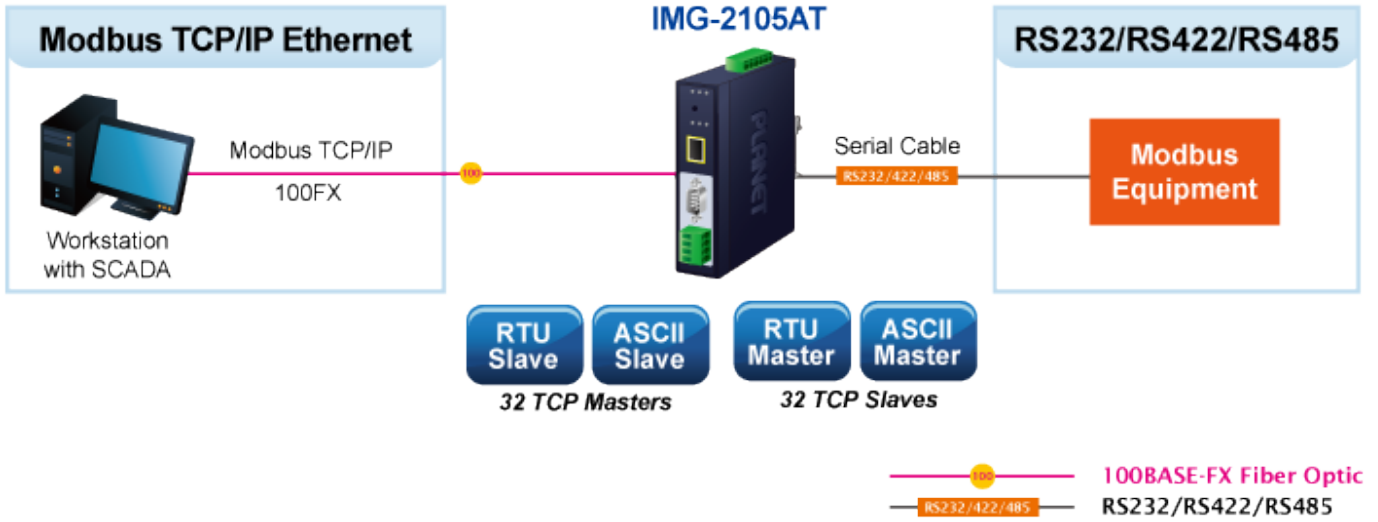 IMG-2105AT
Modbus TCP/IP Ethernet
RS232/RS422/RS485
Modbus TCP/IP
100FX
100
Workstation
with SCADA
PLANET
Serial Cable
RS232/422/485
Modbus
Equipment
RTU
Slave
ASCII
Slave
RTU
Master
ASCII
Master
32 TCP Masters
32 TCP Slaves
100
100BASE-FX Fiber Optic
RS232/422/485
RS232/RS422/RS485